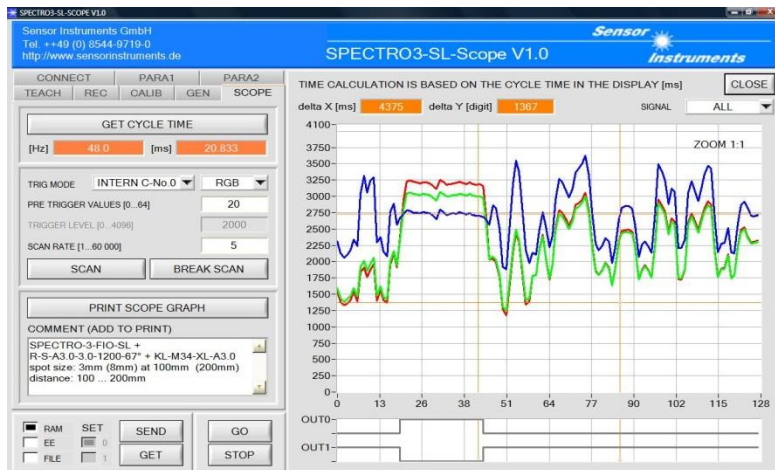 SPECTRO3-SL-SCOPE V1.0
Sensor Instruments GmbH
Tel. ++49 (0) 8544-9719-0
http://www.sensorinstruments.de
SPECTRO3-SL-Scope V1.0
Sensor
Instruments
CONNECT PARA1 PARA2
TEACH REC CALIB GEN SCOPE
GET CYCLE TIME
[Hz] 48.0 [ms] 20.833
TRIG MODE INTERN C-No.0 RGB
PRE TRIGGER VALUES [0..64] 20
TRIGGER LEVEL [0..4096] 2000
SCAN RATE [1...60 000] 5
SCAN BREAK SCAN
PRINT SCOPE GRAPH
COMMENT (ADD TO PRINT)
SPECTRO-3-FIO-SL +
R-S-A3.0-3.0-1200-67° + KL-M34-XL-A3.0
spot size: 3mm (8mm) at 100mm (200mm)
distance: 100 ... 200mm
RAM SET SEND GO
EE 0
FILE 1 GET STOP
TIME CALCULATION IS BASED ON THE CYCLE TIME IN THE DISPLAY [ms] CLOSE
delta X [ms] 4375 delta Y [digit] 1367 SIGNAL ALL
ZOOM 1:1
4100
3750
3500
3250
3000
2750
2500
2250
2000
1750
1500
1250
1000
750
500
250
0
0 13 26 38 51 64 77 90 102 115 128
OUT0
OUT1